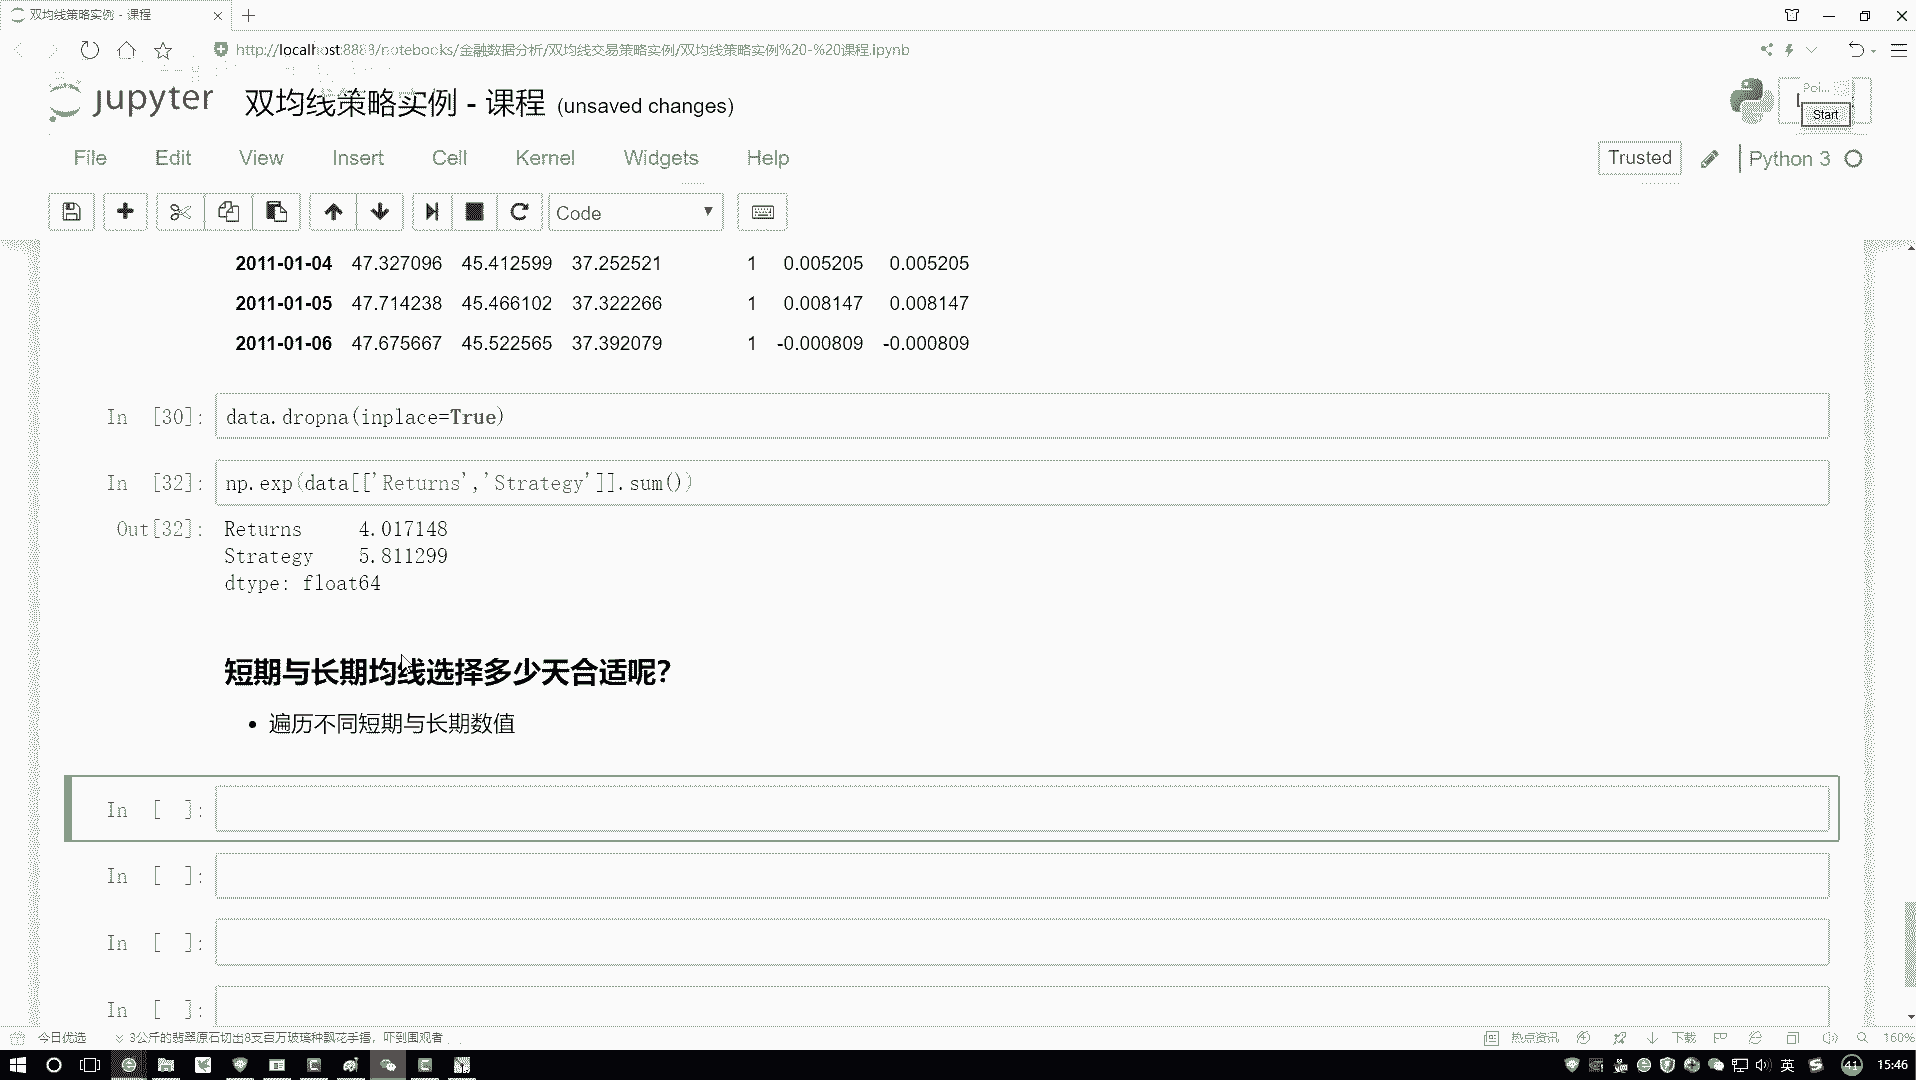 双均线策略实例 - 课程
http://localhost:8888/notebooks/金融数据分析/双均线交易策略实例/双均线策略实例%20-%20课程.ipynb
jupyter 双均线策略实例 - 课程 (unsaved changes)
Poi...
Start
File Edit View Insert Cell Kernel Widgets Help
Trusted Python 3
Code
2011-01-04 47.327096 45.412599 37.252521 1 0.005205 0.005205
2011-01-05 47.714238 45.466102 37.322266 1 0.008147 0.008147
2011-01-06 47.675667 45.522565 37.392079 1 -0.000809 -0.000809
In [30]: data.dropna(inplace=True)
In [32]: np.exp(data[['Returns','Strategy']].sum())
Out[32]: Returns 4.017148
Strategy 5.811299
dtype: float64
短期与长期均线选择多少天合适呢?
• 遍历不同短期与长期数值
In [ ]:
In [ ]:
In [ ]:
In [ ]:
今日优选 3公斤的翡翠原石切出8支百万玻璃种飘花手镯，吓到围观者
热点资讯 下载 160%
英 41 15:46